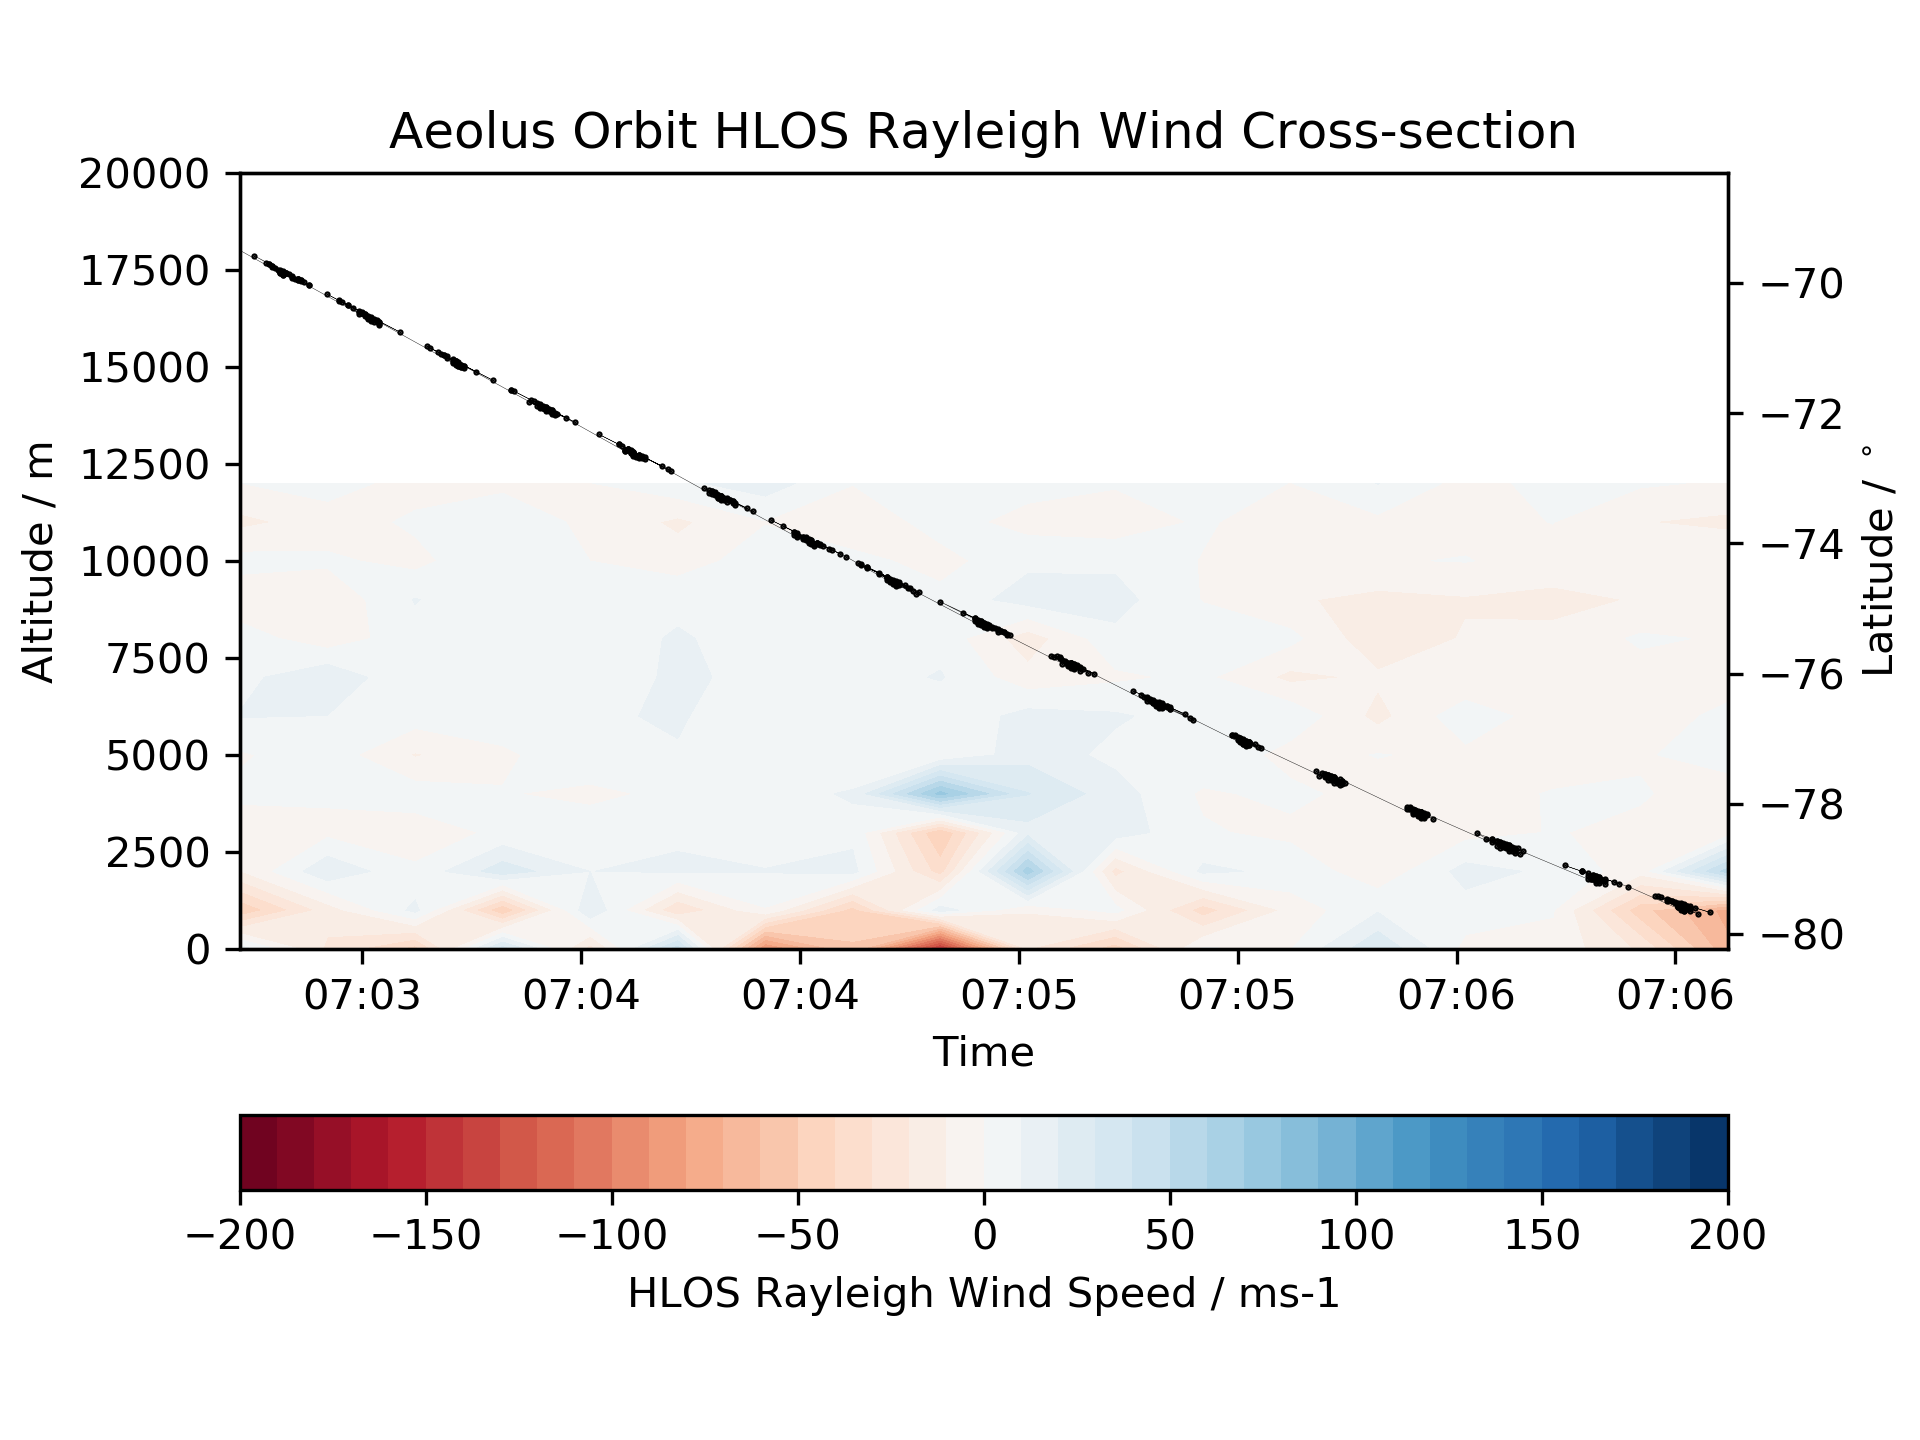 Aeolus Orbit HLOS Rayleigh Wind Cross-section
20000
17500
15000
12500
10000
7500
5000
2500
0
Altitude / m
−70
−72
−74
−76
−78
−80
Latitude / °
07:03 07:04 07:04 07:05 07:05 07:06 07:06
Time
−200 −150 −100 −50 0 50 100 150 200
HLOS Rayleigh Wind Speed / ms-1